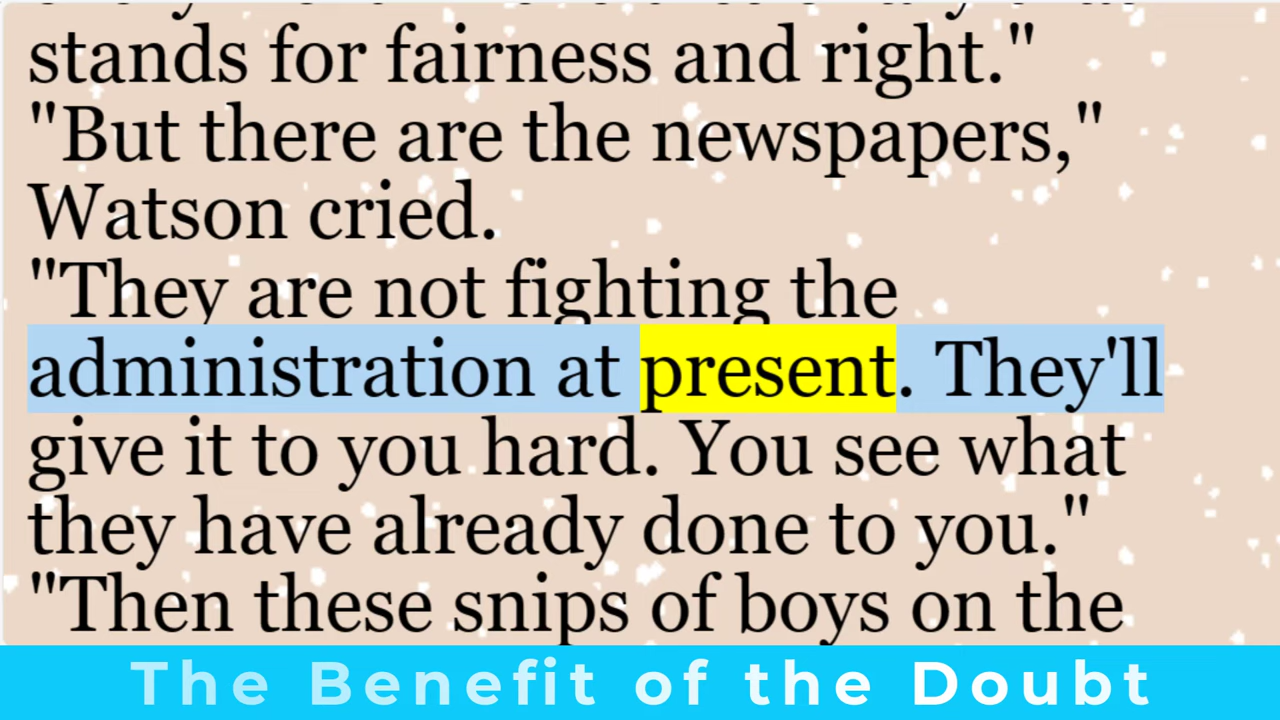 stands for fairness and right."
"But there are the newspapers,"
Watson cried.
"They are not fighting the
administration at present. They'll
give it to you hard. You see what
they have already done to you."
"Then these snips of boys on the
The Benefit of the Doubt